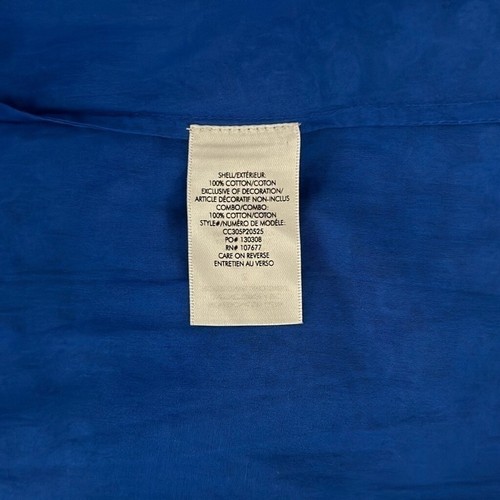 SHELL/EXTÉRIEUR:
100% COTTON/COTON
EXCLUSIVE OF DECORATION/
ARTICLE DÉCORATIF NON-INCLUS
COMBO/COMBO:
100% COTTON/COTON
STYLE#/NUMÉRO DE MODÈLE:
CC305P20525
PO# 130308
RN# 107677
CARE ON REVERSE
ENTRETIEN AU VERSO